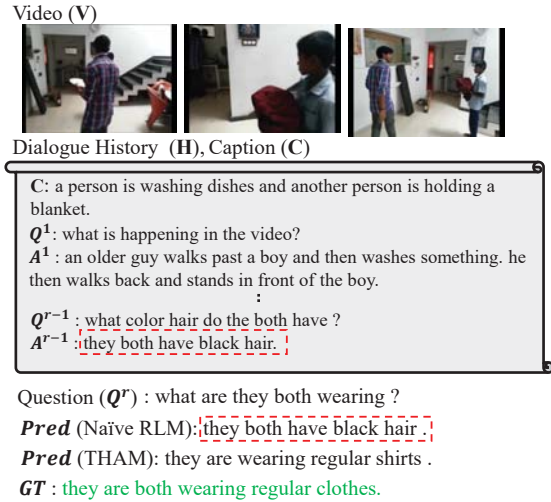 Video (V)
Dialogue History (H), Caption (C)
C: a person is washing dishes and another person is holding a
blanket.
Q¹: what is happening in the video?
A¹ : an older guy walks past a boy and then washes something. he
then walks back and stands in front of the boy.
:
Qʳ⁻¹ : what color hair do the both have ?
Aʳ⁻¹ : they both have black hair.
Question (Qʳ) : what are they both wearing ?
Pred (Naïve RLM): they both have black hair .
Pred (THAM): they are wearing regular shirts .
GT : they are both wearing regular clothes.